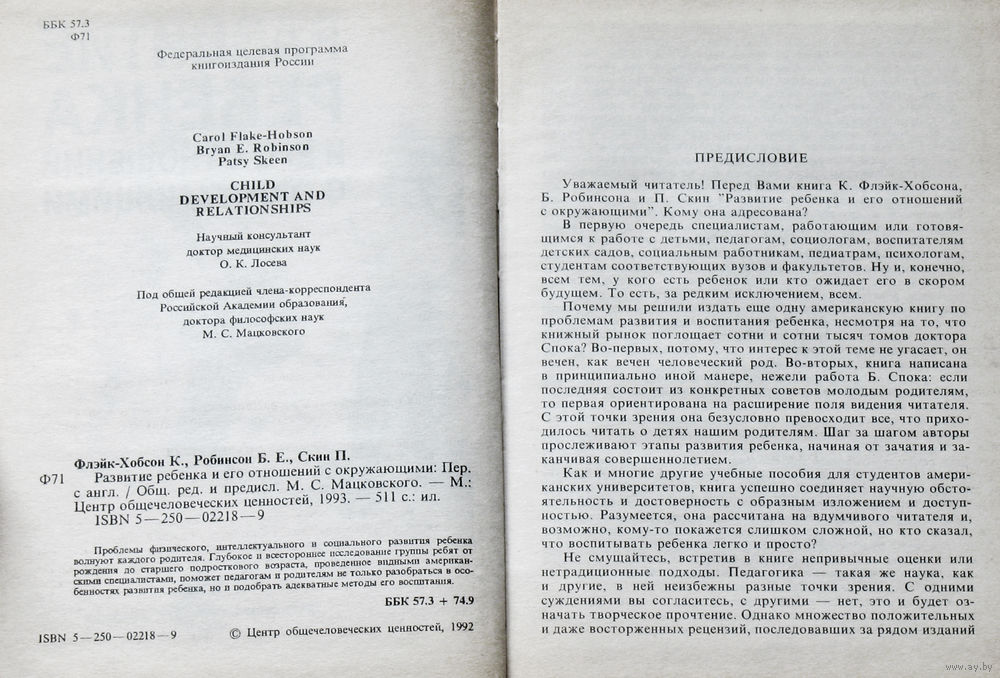 ББК 57.3
Ф71
Федеральная целевая программа
книгоиздания России
Carol Flake-Hobson
Bryan E. Robinson
Patsy Skeen
CHILD
DEVELOPMENT AND
RELATIONSHIPS
Научный консультант
доктор медицинских наук
О. К. Лосева
Под общей редакцией члена-корреспондента
Российской Академии образования,
доктора философских наук
М. С. Мацковского
Флэйк-Хобсон К., Робинсон Б. Е., Скин П.
Ф71 Развитие ребенка и его отношений с окружающими: Пер.
с англ. / Общ. ред. и предисл. М. С. Мацковского. — М.:
Центр общечеловеческих ценностей, 1993. — 511 с.: ил.
ISBN 5—250—02218—9
Проблемы физического, интеллектуального и социального развития ребенка
волнуют каждого родителя. Глубокое и всестороннее исследование группы ребят от
рождения до старшего подросткового возраста, проведенное видными американ-
скими специалистами, поможет педагогам и родителям не только разобраться в осо-
бенностях развития ребенка, но и подобрать адекватные методы его воспитания.
ББК 57.3 + 74.9
ISBN 5—250—02218—9
© Центр общечеловеческих ценностей, 1992
ПРЕДИСЛОВИЕ
Уважаемый читатель! Перед Вами книга К. Флэйк-Хобсона,
Б. Робинсона и П. Скин "Развитие ребенка и его отношений
с окружающими". Кому она адресована?
В первую очередь специалистам, работающим или готовя-
щимся к работе с детьми, педагогам, социологам, воспитателям
детских садов, социальным работникам, педиатрам, психологам,
студентам соответствующих вузов и факультетов. Ну и, конечно,
всем тем, у кого есть ребенок или кто ожидает его в скором
будущем. То есть, за редким исключением, всем.
Почему мы решили издать еще одну американскую книгу по
проблемам развития и воспитания ребенка, несмотря на то, что
книжный рынок поглощает сотни и сотни тысяч томов доктора
Спока? Во-первых, потому, что интерес к этой теме не угасает, он
вечен, как вечен человеческий род. Во-вторых, книга написана
в принципиально иной манере, нежели работа Б. Спока: если
последняя состоит из конкретных советов молодым родителям,
то первая ориентирована на расширение поля видения читателя.
С этой точки зрения она безусловно превосходит все, что прихо-
дилось читать о детях нашим родителям. Шаг за шагом авторы
прослеживают этапы развития ребенка, начиная от зачатия и за-
канчивая совершеннолетием.
Как и многие другие учебные пособия для студентов амери-
канских университетов, книга успешно соединяет научную обсто-
ятельность и достоверность с образным изложением и доступ-
ностью. Разумеется, она рассчитана на вдумчивого читателя и,
возможно, кому-то покажется слишком сложной, но кто сказал,
что воспитывать ребенка легко и просто?
Не смущайтесь, встретив в книге непривычные оценки или
нетрадиционные подходы. Педагогика — такая же наука, как
и другие, в ней неизбежны разные точки зрения. С одними
суждениями вы согласитесь, с другими — нет, это и будет оз-
начать творческое прочтение. Однако множество положительных
и даже восторженных рецензий, последовавших за рядом изданий
www.ay.by